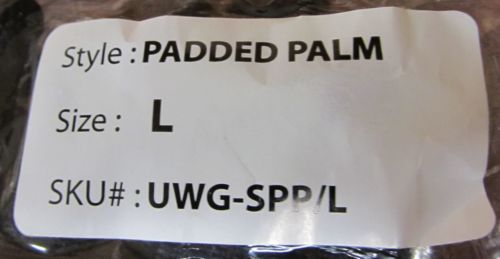 Style : PADDED PALM
Size : L
SKU# : UWG-SPP/L